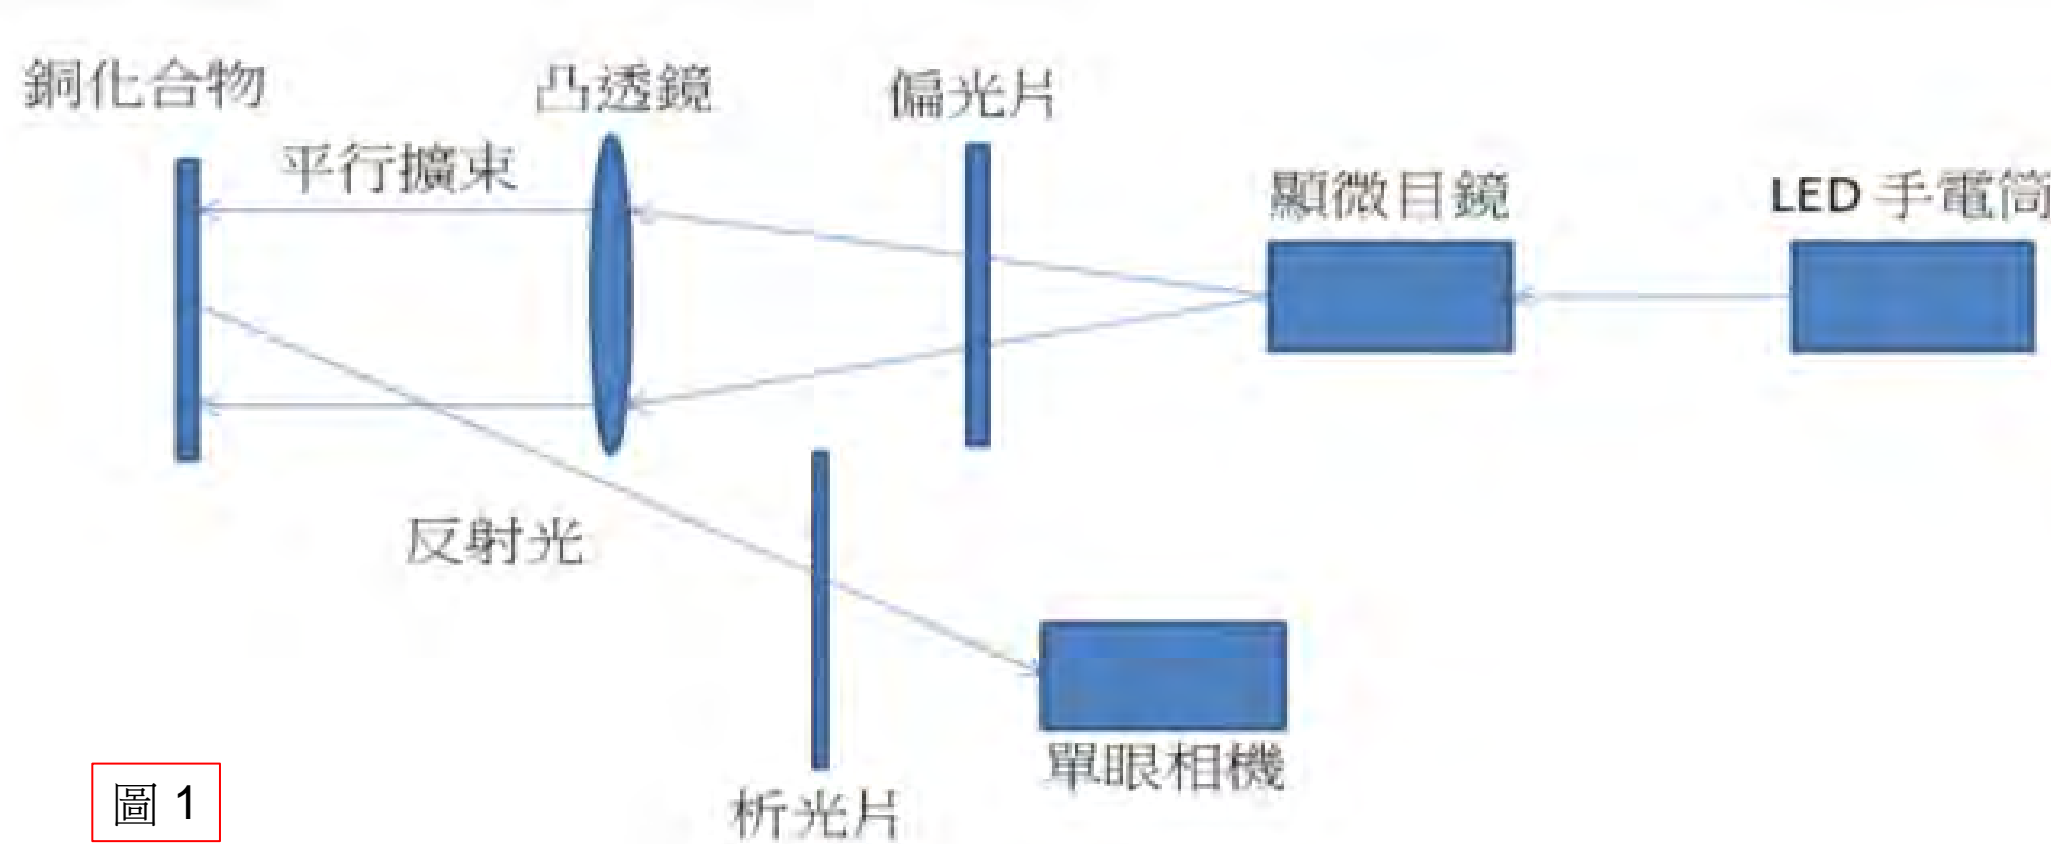 銅化合物
凸透鏡
偏光片
平行擴束
顯微目鏡
LED 手電筒
反射光
單眼相機
析光片
圖 1